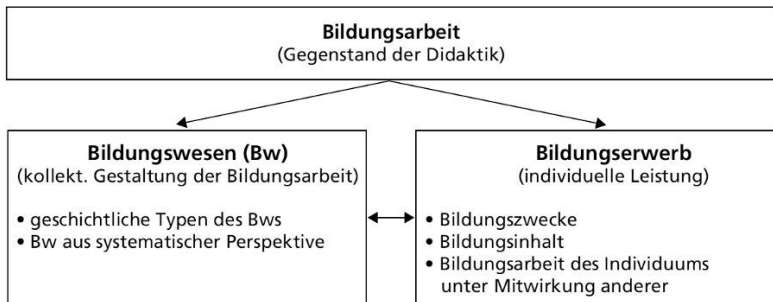 Bildungsarbeit
(Gegenstand der Didaktik)
Bildungswesen (Bw)
(kollekt. Gestaltung der Bildungsarbeit)
• geschichtliche Typen des Bws
• Bw aus systematischer Perspektive
Bildungserwerb
(individuelle Leistung)
• Bildungszwecke
• Bildungsinhalt
• Bildungsarbeit des Individuums
unter Mitwirkung anderer